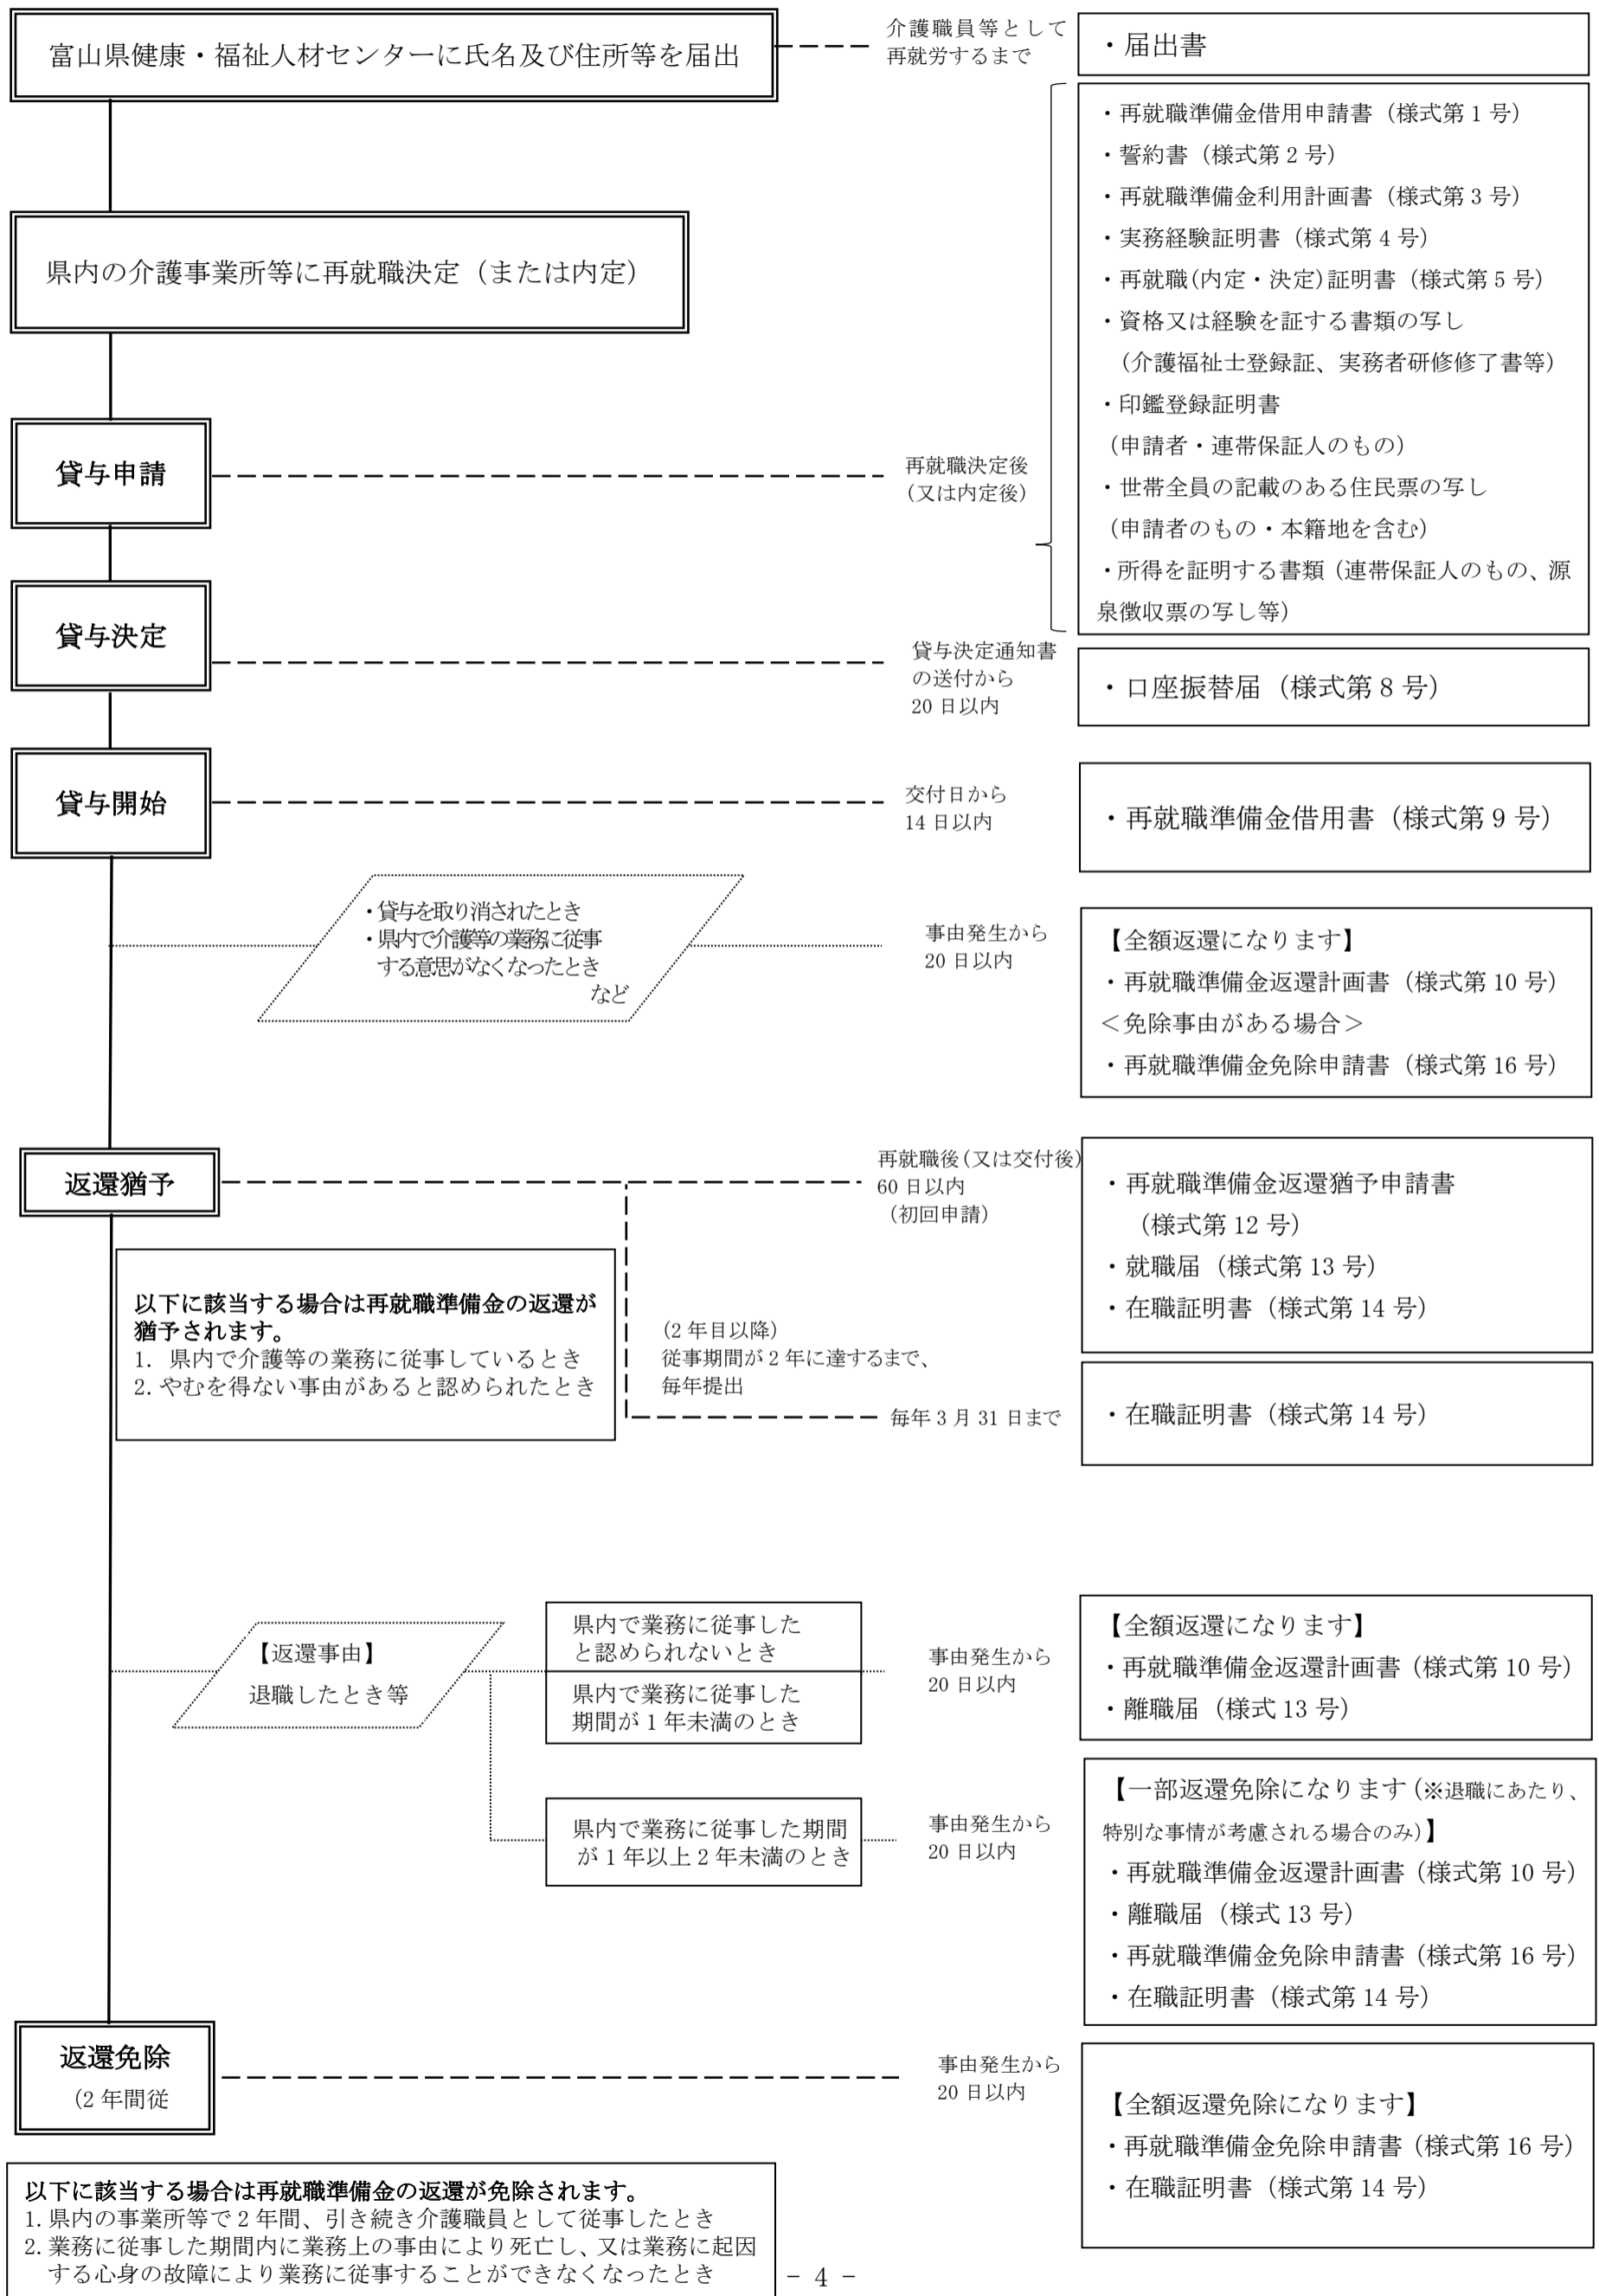 富山県健康・福祉人材センターに氏名及び住所等を届出
介護職員等として
再就労するまで
・届出書
県内の介護事業所等に再就職決定（または内定）
貸与申請
再就職決定後
（又は内定後）
・再就職準備金借用申請書（様式第 1 号）
・誓約書（様式第 2 号）
・再就職準備金利用計画書（様式第 3 号）
・実務経験証明書（様式第 4 号）
・再就職(内定・決定)証明書（様式第 5 号）
・資格又は経験を証する書類の写し
（介護福祉士登録証、実務者研修修了書等）
・印鑑登録証明書
（申請者・連帯保証人のもの）
・世帯全員の記載のある住民票の写し
（申請者のもの・本籍地を含む）
・所得を証明する書類（連帯保証人のもの、源
泉徴収票の写し等）
貸与決定
貸与決定通知書
の送付から
20 日以内
・口座振替届（様式第 8 号）
貸与開始
交付日から
14 日以内
・再就職準備金借用書（様式第 9 号）
・貸与を取り消されたとき
・県内で介護等の業務に従事
する意思がなくなったとき
など
事由発生から
20 日以内
【全額返還になります】
・再就職準備金返還計画書（様式第 10 号）
＜免除事由がある場合＞
・再就職準備金免除申請書（様式第 16 号）
返還猶予
再就職後(又は交付後)
60 日以内
（初回申請）
・再就職準備金返還猶予申請書
（様式第 12 号）
・就職届（様式第 13 号）
・在職証明書（様式第 14 号）
以下に該当する場合は再就職準備金の返還が
猶予されます。
1. 県内で介護等の業務に従事しているとき
2. やむを得ない事由があると認められたとき
（2 年目以降）
従事期間が 2 年に達するまで、
毎年提出
毎年 3 月 31 日まで
・在職証明書（様式第 14 号）
【返還事由】
退職したとき等
県内で業務に従事した
と認められないとき
県内で業務に従事した
期間が 1 年未満のとき
事由発生から
20 日以内
【全額返還になります】
・再就職準備金返還計画書（様式第 10 号）
・離職届（様式 13 号）
県内で業務に従事した期間
が 1 年以上 2 年未満のとき
事由発生から
20 日以内
【一部返還免除になります（※退職にあたり、
特別な事情が考慮される場合のみ）】
・再就職準備金返還計画書（様式第 10 号）
・離職届（様式 13 号）
・再就職準備金免除申請書（様式第 16 号）
・在職証明書（様式第 14 号）
返還免除
（2 年間従
事由発生から
20 日以内
【全額返還免除になります】
・再就職準備金免除申請書（様式第 16 号）
・在職証明書（様式第 14 号）
以下に該当する場合は再就職準備金の返還が免除されます。
1. 県内の事業所等で 2 年間、引き続き介護職員として従事したとき
2. 業務に従事した期間内に業務上の事由により死亡し、又は業務に起因
する心身の故障により業務に従事することができなくなったとき
- 4 -